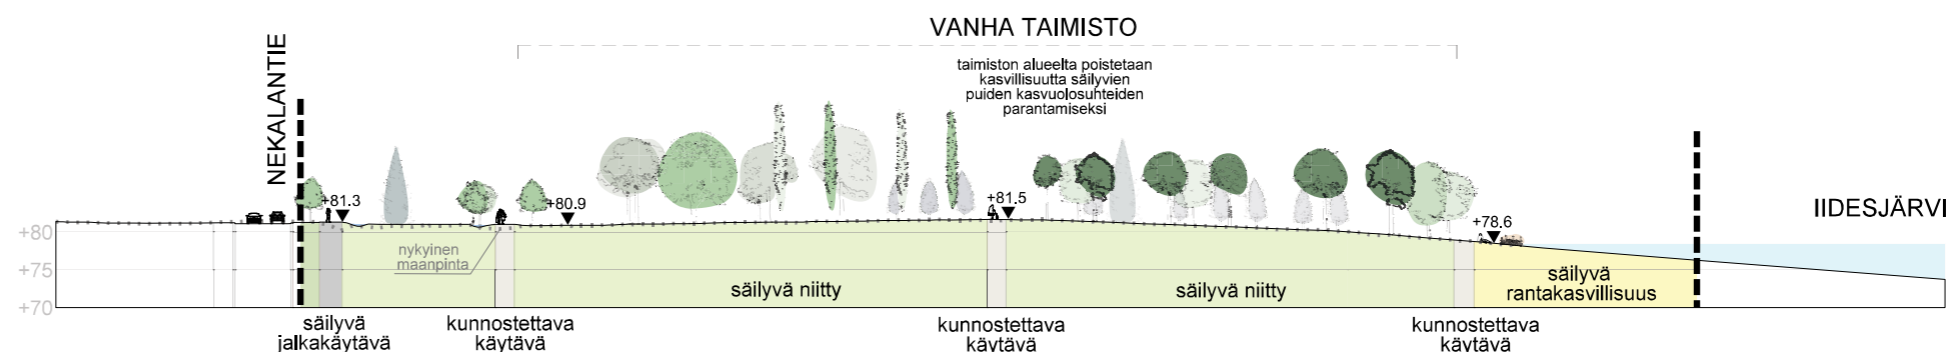 VANHA TAIMISTO
taimiston alueelta poistetaan
kasvillisuutta säilyvien
puiden kasvuolosuhteiden
parantamiseksi
NEKALANTIE
+81.3
+80.9
+81.5
+78.6
IIDESJÄRVI
+80
+75
+70
nykyinen
maanpinta
säilyvä niitty
säilyvä niitty
säilyvä
rantakasvillisuus
säilyvä
jalkakäytävä
kunnostettava
käytävä
kunnostettava
käytävä
kunnostettava
käytävä